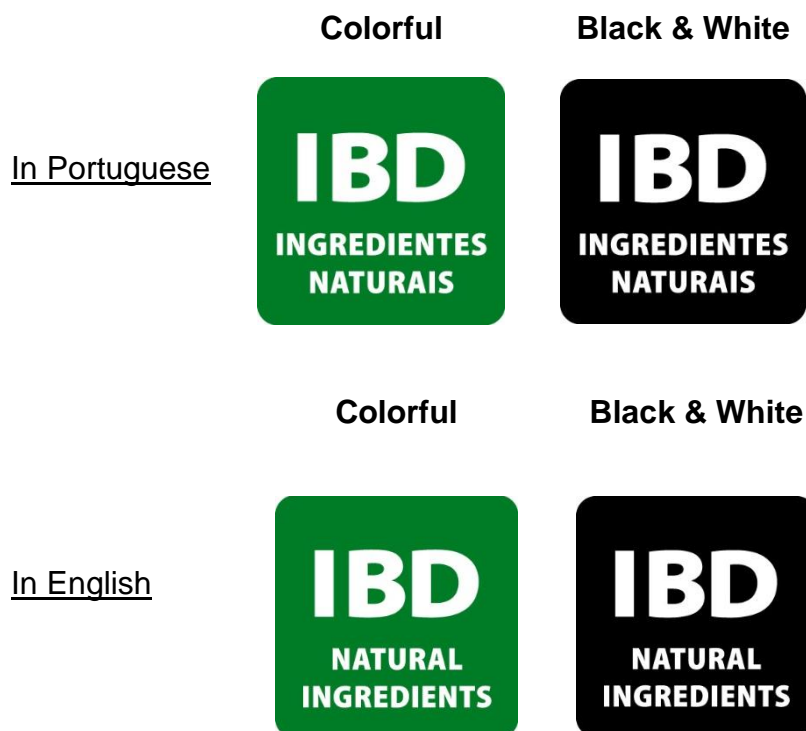 Colorful Black & White
In Portuguese
IBD IBD
INGREDIENTES INGREDIENTES
NATURAIS NATURAIS
Colorful Black & White
In English
IBD IBD
NATURAL NATURAL
INGREDIENTS INGREDIENTS